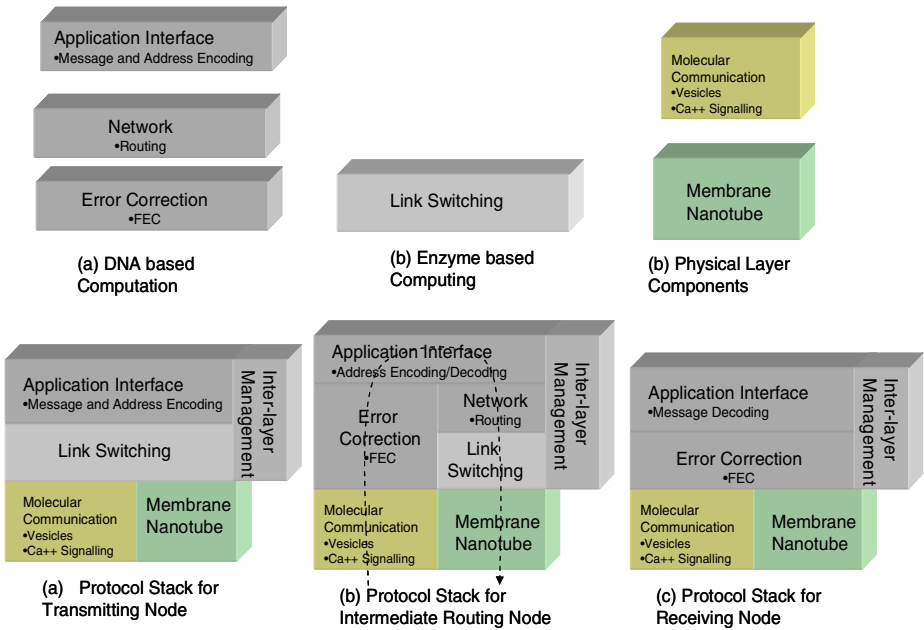 Application Interface
•Message and Address Encoding
Network
•Routing
Error Correction
•FEC
(a) DNA based
Computation
Link Switching
(b) Enzyme based
Computing
Molecular
Communication
•Vesicles
•Ca++ Signalling
Membrane
Nanotube
(b) Physical Layer
Components
Application Interface
•Message and Address Encoding
Inter-layer
Management
Link Switching
Molecular
Communication
•Vesicles
•Ca++ Signalling
Membrane
Nanotube
(a) Protocol Stack for
Transmitting Node
Application Interface
•Address Encoding/Decoding
Inter-layer
Management
Error
Correction
•FEC
Network
•Routing
Link
Switching
Molecular
Communication
•Vesicles
•Ca++ Signalling
Membrane
Nanotube
(b) Protocol Stack for
Intermediate Routing Node
Application Interface
•Message Decoding
Inter-layer
Management
Error Correction
•FEC
Molecular
Communication
•Vesicles
•Ca++ Signalling
Membrane
Nanotube
(c) Protocol Stack for
Receiving Node